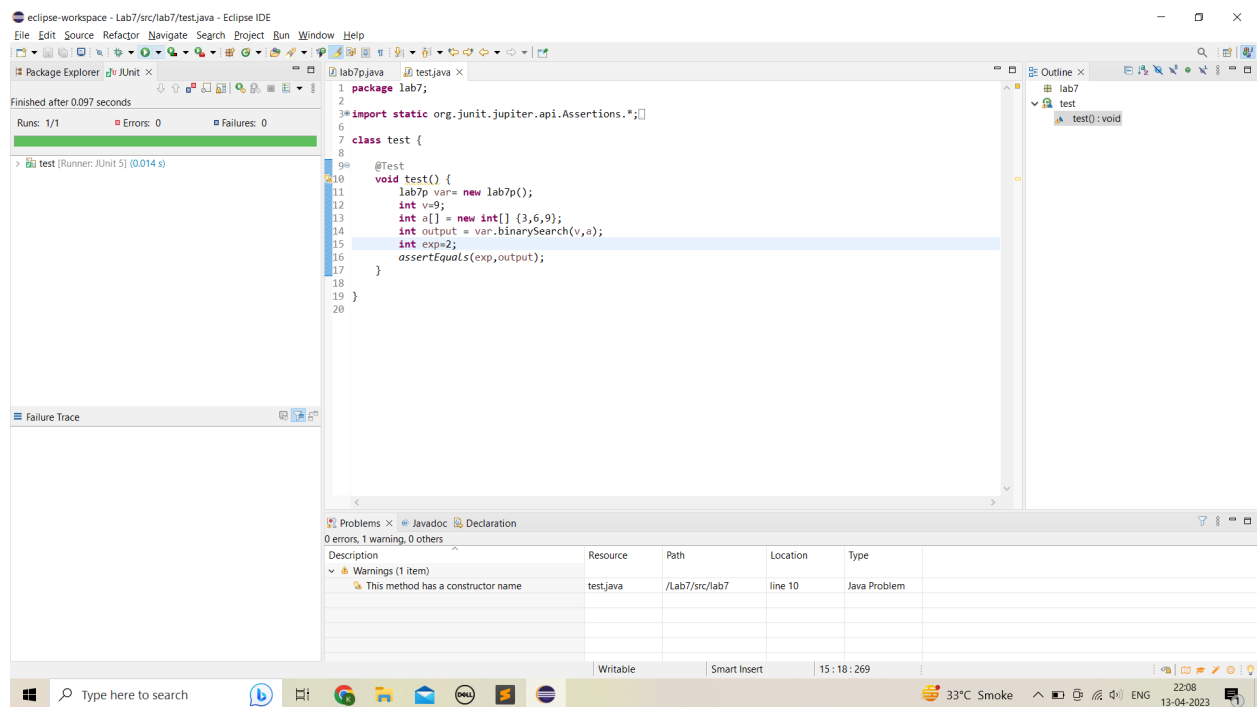 eclipse-workspace - Lab7/src/lab7/test.java - Eclipse IDE
File Edit Source Refactor Navigate Search Project Run Window Help
Package Explorer JUnit
Finished after 0.097 seconds
Runs: 1/1 Errors: 0 Failures: 0
test [Runner: JUnit 5] (0.014 s)
Failure Trace
lab7p.java test.java
1 package lab7;
2
3 import static org.junit.jupiter.api.Assertions.*;
6
7 class test {
8
9 @Test
10 void test() {
11 lab7p var= new lab7p();
12 int v=9;
13 int a[] = new int[] {3,6,9};
14 int output = var.binarySearch(v,a);
15 int exp=2;
16 assertEquals(exp,output);
17 }
18
19 }
20
Outline
lab7
test
test() : void
Problems Javadoc Declaration
0 errors, 1 warning, 0 others
Description Resource Path Location Type
Warnings (1 item)
This method has a constructor name test.java /Lab7/src/lab7 line 10 Java Problem
Writable Smart Insert 15 : 18 : 269
Type here to search
DELL
33°C Smoke ENG 22:08
13-04-2023
1